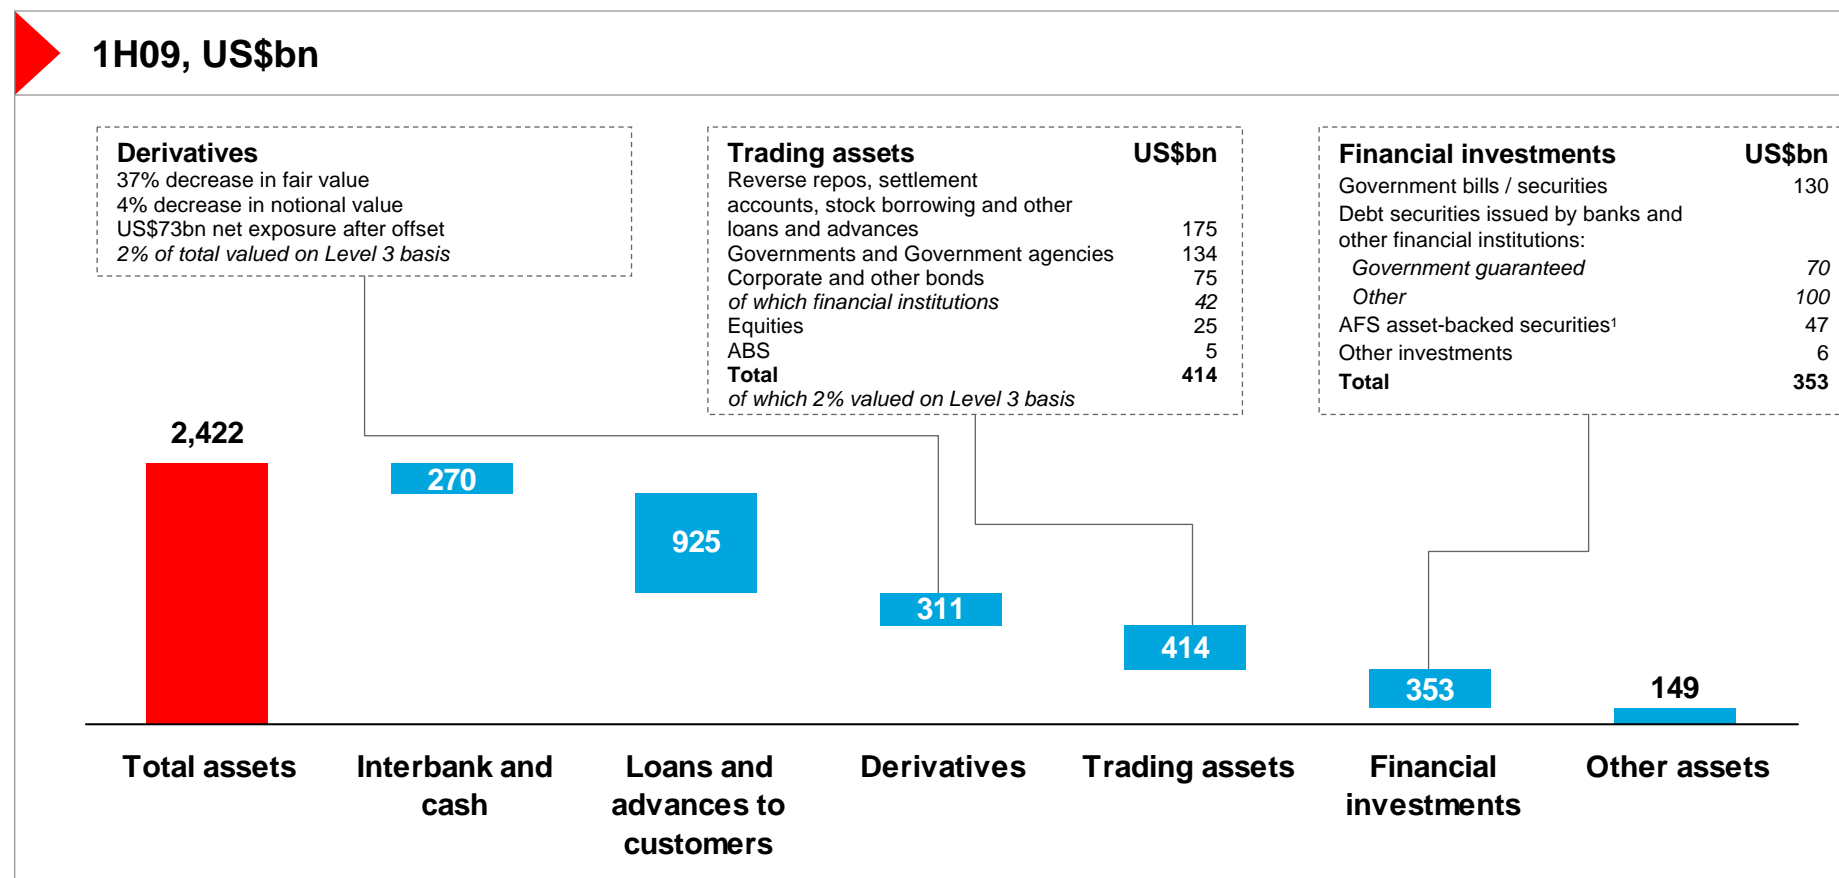 1H09, US$bn
Derivatives
37% decrease in fair value
4% decrease in notional value
US$73bn net exposure after offset
2% of total valued on Level 3 basis
Trading assets US$bn
Reverse repos, settlement
accounts, stock borrowing and other
loans and advances 175
Governments and Government agencies 134
Corporate and other bonds 75
of which financial institutions 42
Equities 25
ABS 5
Total 414
of which 2% valued on Level 3 basis
Financial investments US$bn
Government bills / securities 130
Debt securities issued by banks and
other financial institutions:
Government guaranteed 70
Other 100
AFS asset-backed securities¹ 47
Other investments 6
Total 353
2,422
270
925
311
414
353
149
Total assets
Interbank and
cash
Loans and
advances to
customers
Derivatives
Trading assets
Financial
investments
Other assets